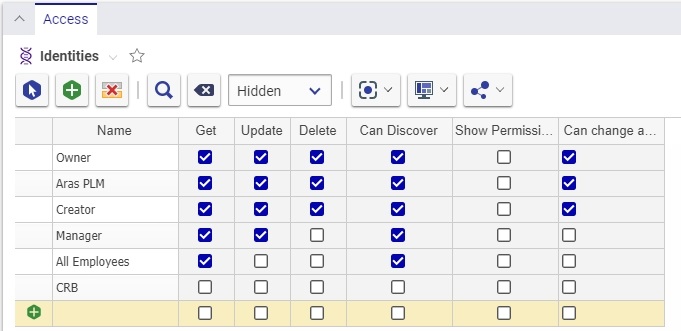 Access
Identities
Hidden
Name Get Update Delete Can Discover Show Permissi... Can change a...
Owner
Aras PLM
Creator
Manager
All Employees
CRB